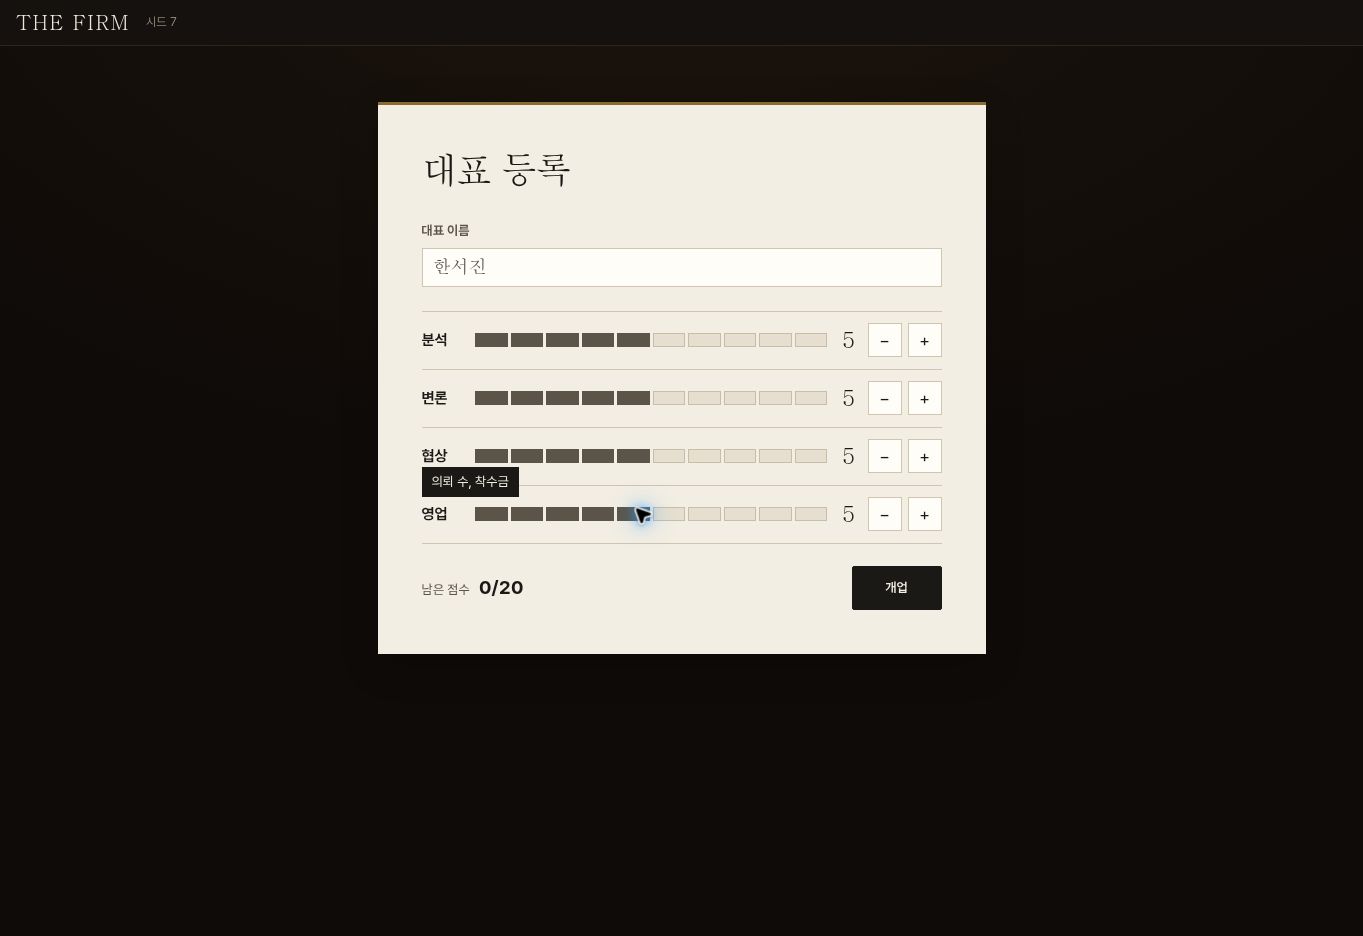 THE FIRM 시드 7
대표 등록
대표 이름
한서진
분석 5 − +
변론 5 − +
협상 5 − +
의뢰 수, 착수금
영업 5 − +
남은 점수 0/20 개업